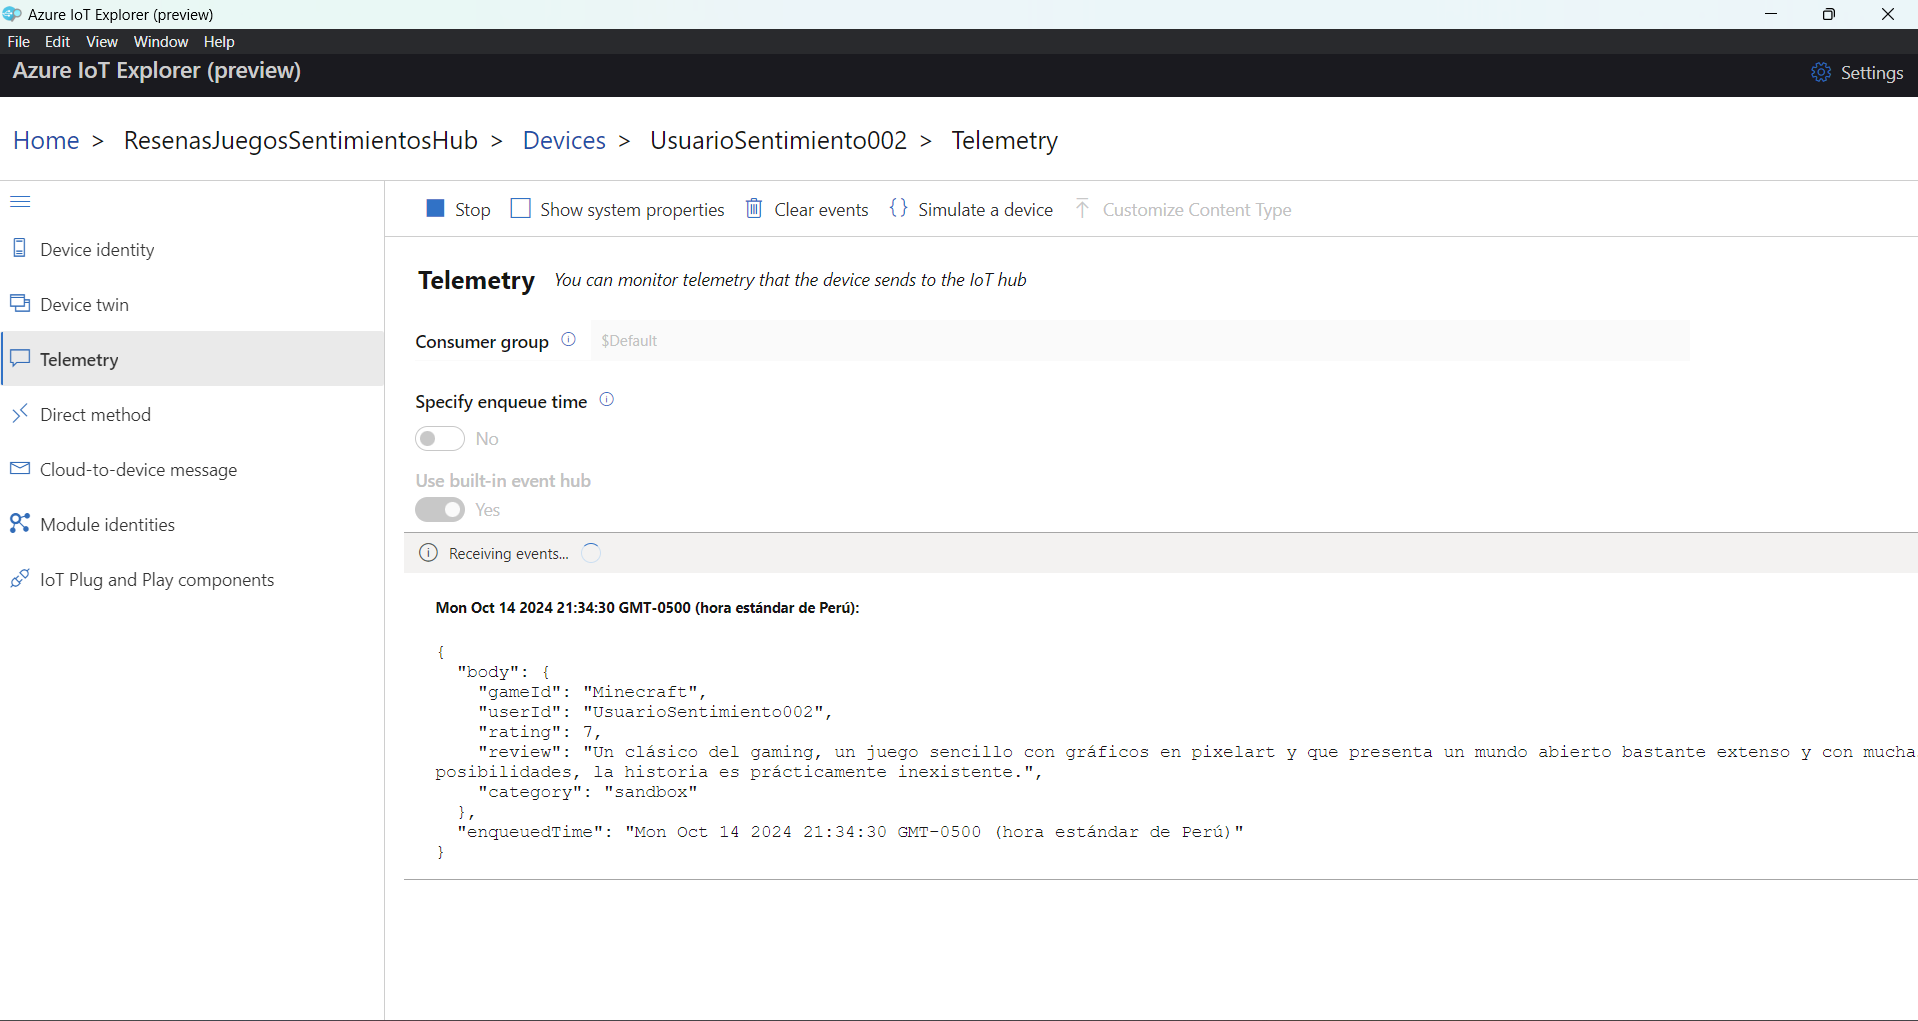 Azure IoT Explorer (preview)
File Edit View Window Help
Azure IoT Explorer (preview)
Settings
Home > ResenasJuegosSentimientosHub > Devices > UsuarioSentimiento002 > Telemetry
Stop Show system properties Clear events {} Simulate a device Customize Content Type
Device identity
Device twin
Telemetry
Direct method
Cloud-to-device message
Module identities
IoT Plug and Play components
Telemetry You can monitor telemetry that the device sends to the IoT hub
Consumer group $Default
Specify enqueue time
No
Use built-in event hub
Yes
Receiving events...
Mon Oct 14 2024 21:34:30 GMT-0500 (hora estándar de Perú):
{
"body": {
"gameId": "Minecraft",
"userId": "UsuarioSentimiento002",
"rating": 7,
"review": "Un clásico del gaming, un juego sencillo con gráficos en pixelart y que presenta un mundo abierto bastante extenso y con mucha
posibilidades, la historia es prácticamente inexistente.",
"category": "sandbox"
},
"enqueuedTime": "Mon Oct 14 2024 21:34:30 GMT-0500 (hora estándar de Perú)"
}